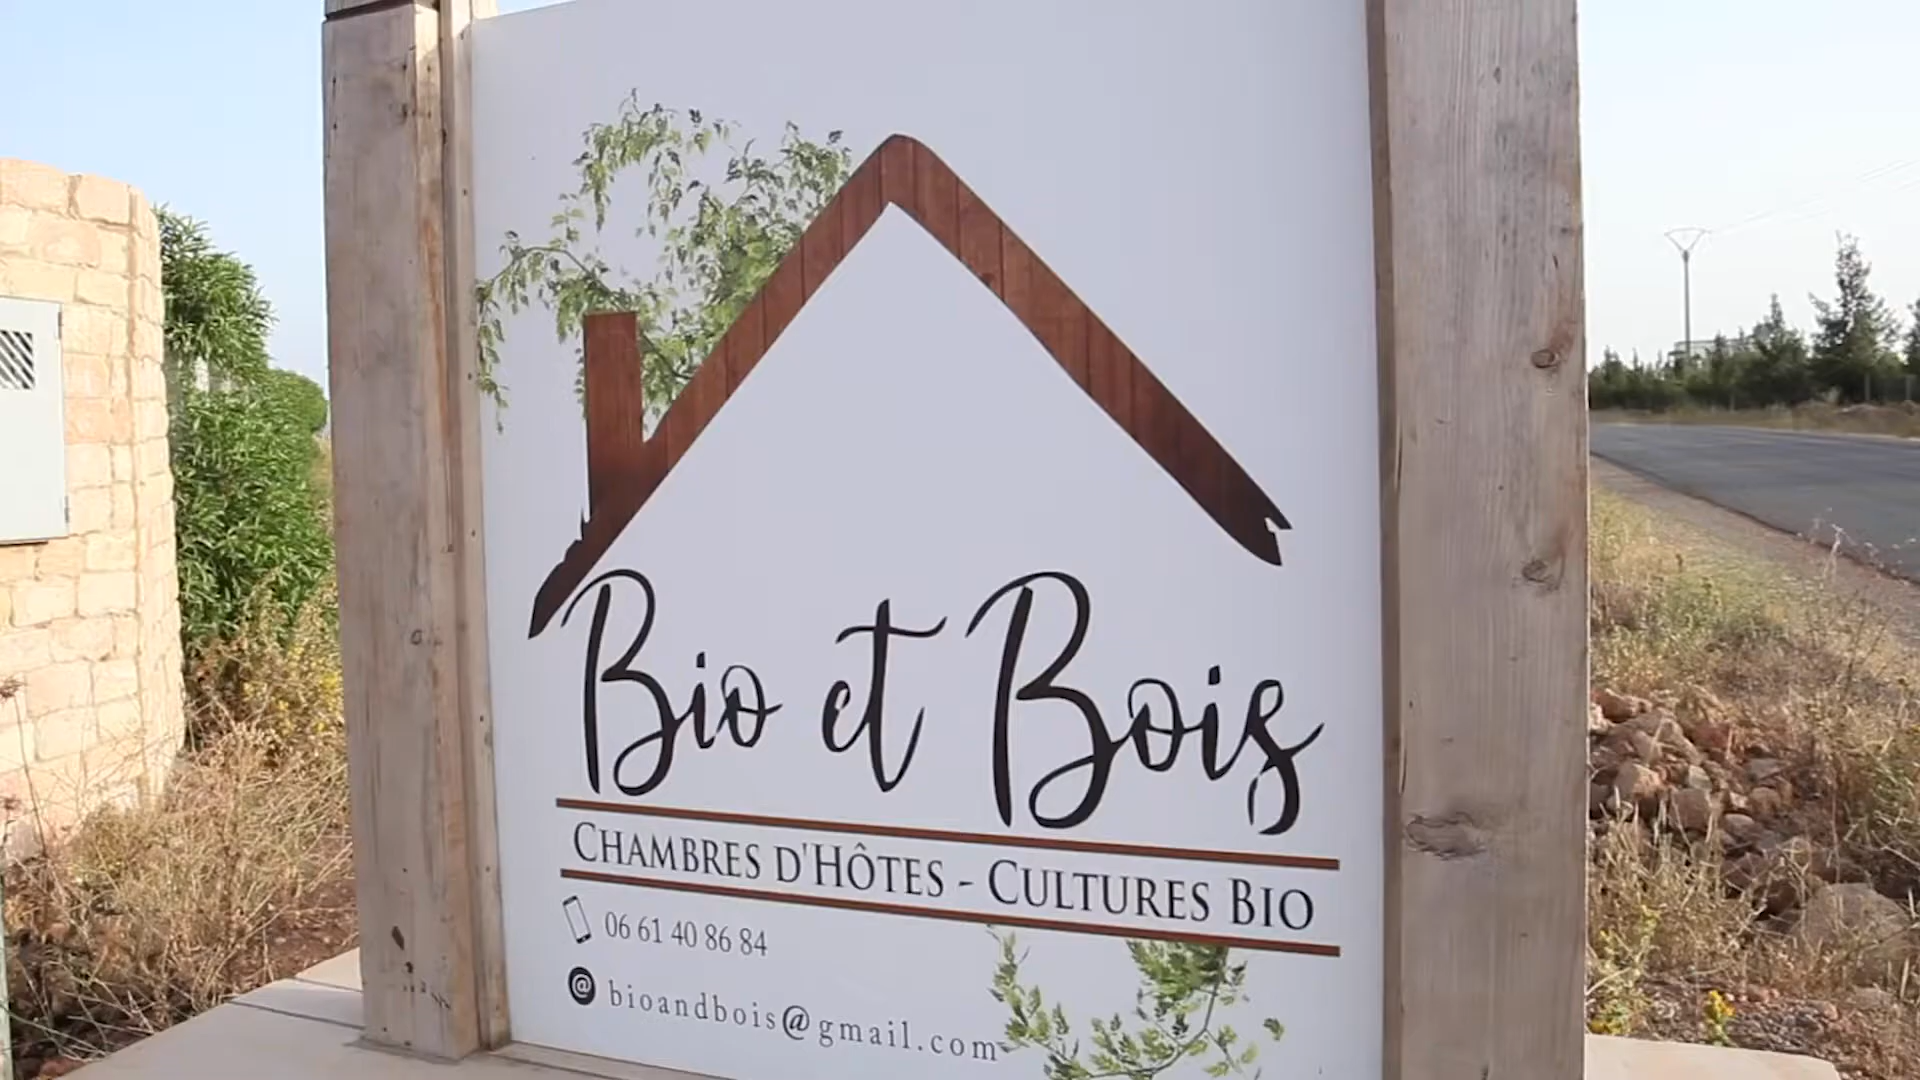 Bio et Bois
CHAMBRES D'HÔTES - CULTURES BIO
06 61 40 86 84
@ bioandbois@gmail.com